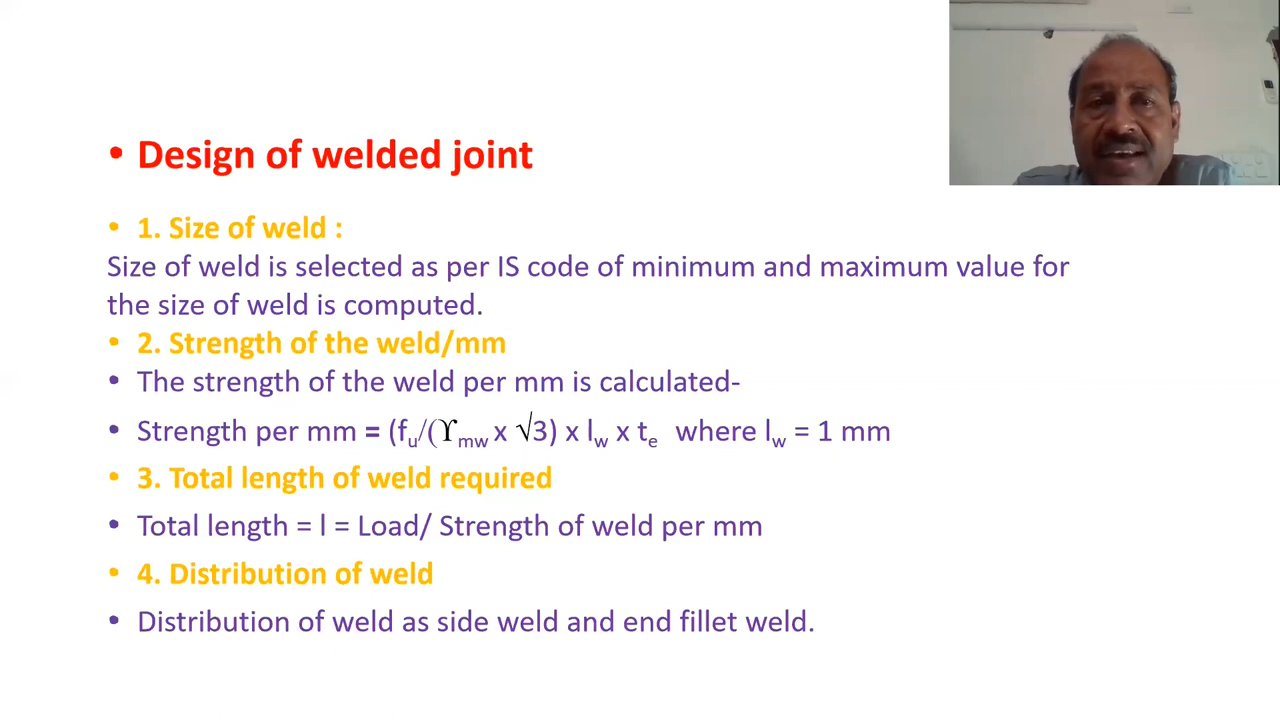 • Design of welded joint
• 1. Size of weld :
Size of weld is selected as per IS code of minimum and maximum value for
the size of weld is computed.
• 2. Strength of the weld/mm
• The strength of the weld per mm is calculated-
• Strength per mm = (fᵤ/(ϒmw x √3) x lw x te where lw = 1 mm
• 3. Total length of weld required
• Total length = l = Load/ Strength of weld per mm
• 4. Distribution of weld
• Distribution of weld as side weld and end fillet weld.